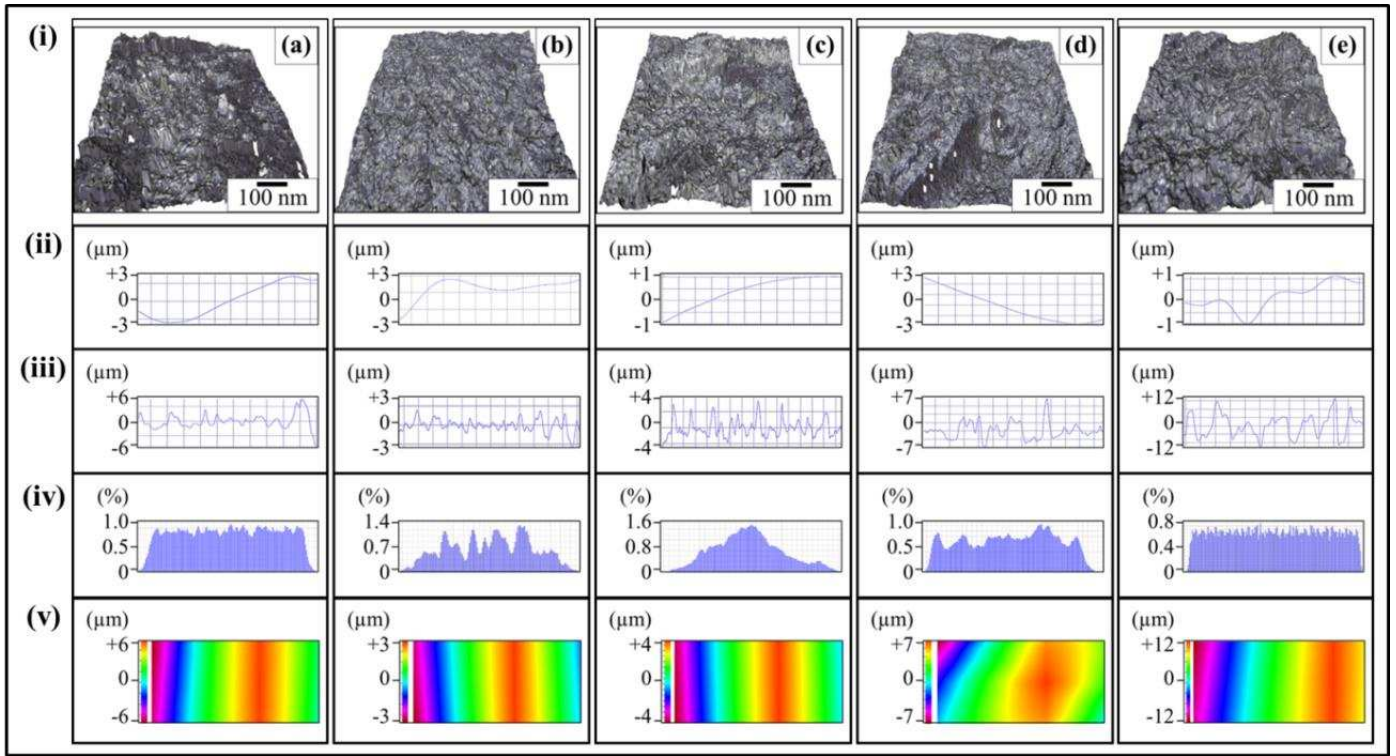 (i) (a) (b) (c) (d) (e)
100 nm 100 nm 100 nm 100 nm 100 nm
(ii) (µm) (µm) (µm) (µm) (µm)
+3 +3 +1 +3 +1
0 0 0 0 0
-3 -3 -1 -3 -1
(iii) (µm) (µm) (µm) (µm) (µm)
+6 +3 +4 +7 +12
0 0 0 0 0
-6 -3 -4 -7 -12
(iv) (%) (%) (%) (%) (%)
1.0 1.4 1.6 1.0 0.8
0.5 0.7 0.8 0.5 0.4
0 0 0 0 0
(v) (µm) (µm) (µm) (µm) (µm)
+6 +3 +4 +7 +12
0 0 0 0 0
-6 -3 -4 -7 -12